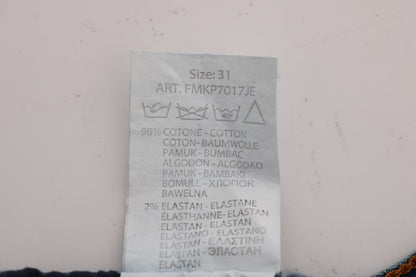 Size: 31
ART. FMKP7017JE
40°
98% COTONE - COTTON
COTON - BAUMWOLLE
PAMUK - BUMBAC
ALGODON - ALGODAO
PAMUK - BAMBAKI
BOMULL - ХЛОПОК
BAWELNA
2% ELASTAN - ELASTANE
ÉLASTHANNE - ELASTAN
ELASTAN - ELASTAN
ELASTANO - ELASTANO
ELASTAN - ΕΛΑΣΤΙΝΗ
ELASTAN - ЭЛАСТАН
ELASTAN